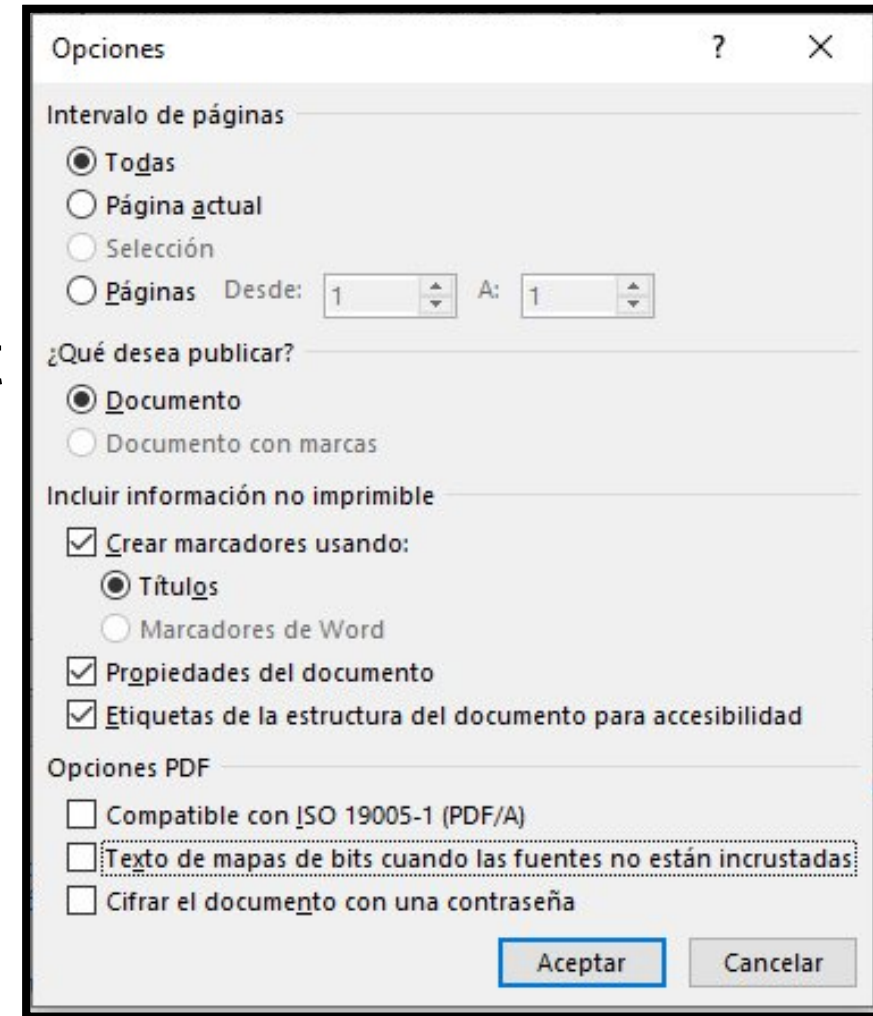 Opciones ?
Intervalo de páginas
Todas
Página actual
Selección
Páginas Desde: 1 A: 1
¿Qué desea publicar?
Documento
Documento con marcas
Incluir información no imprimible
Crear marcadores usando:
Títulos
Marcadores de Word
Propiedades del documento
Etiquetas de la estructura del documento para accesibilidad
Opciones PDF
Compatible con ISO 19005-1 (PDF/A)
Texto de mapas de bits cuando las fuentes no están incrustadas
Cifrar el documento con una contraseña
Aceptar Cancelar